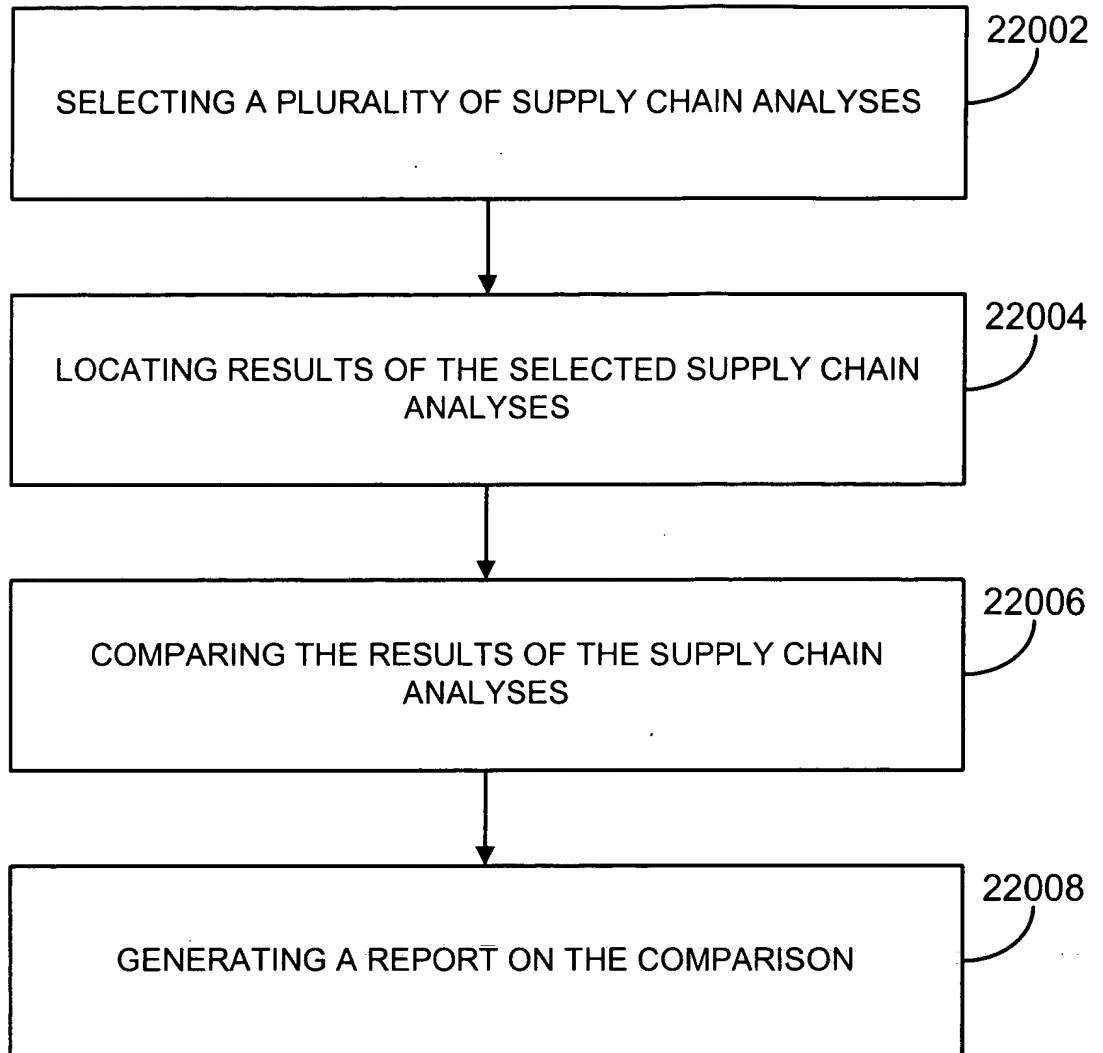 22002
SELECTING A PLURALITY OF SUPPLY CHAIN ANALYSES
22004
LOCATING RESULTS OF THE SELECTED SUPPLY CHAIN
ANALYSES
22006
COMPARING THE RESULTS OF THE SUPPLY CHAIN
ANALYSES
22008
GENERATING A REPORT ON THE COMPARISON